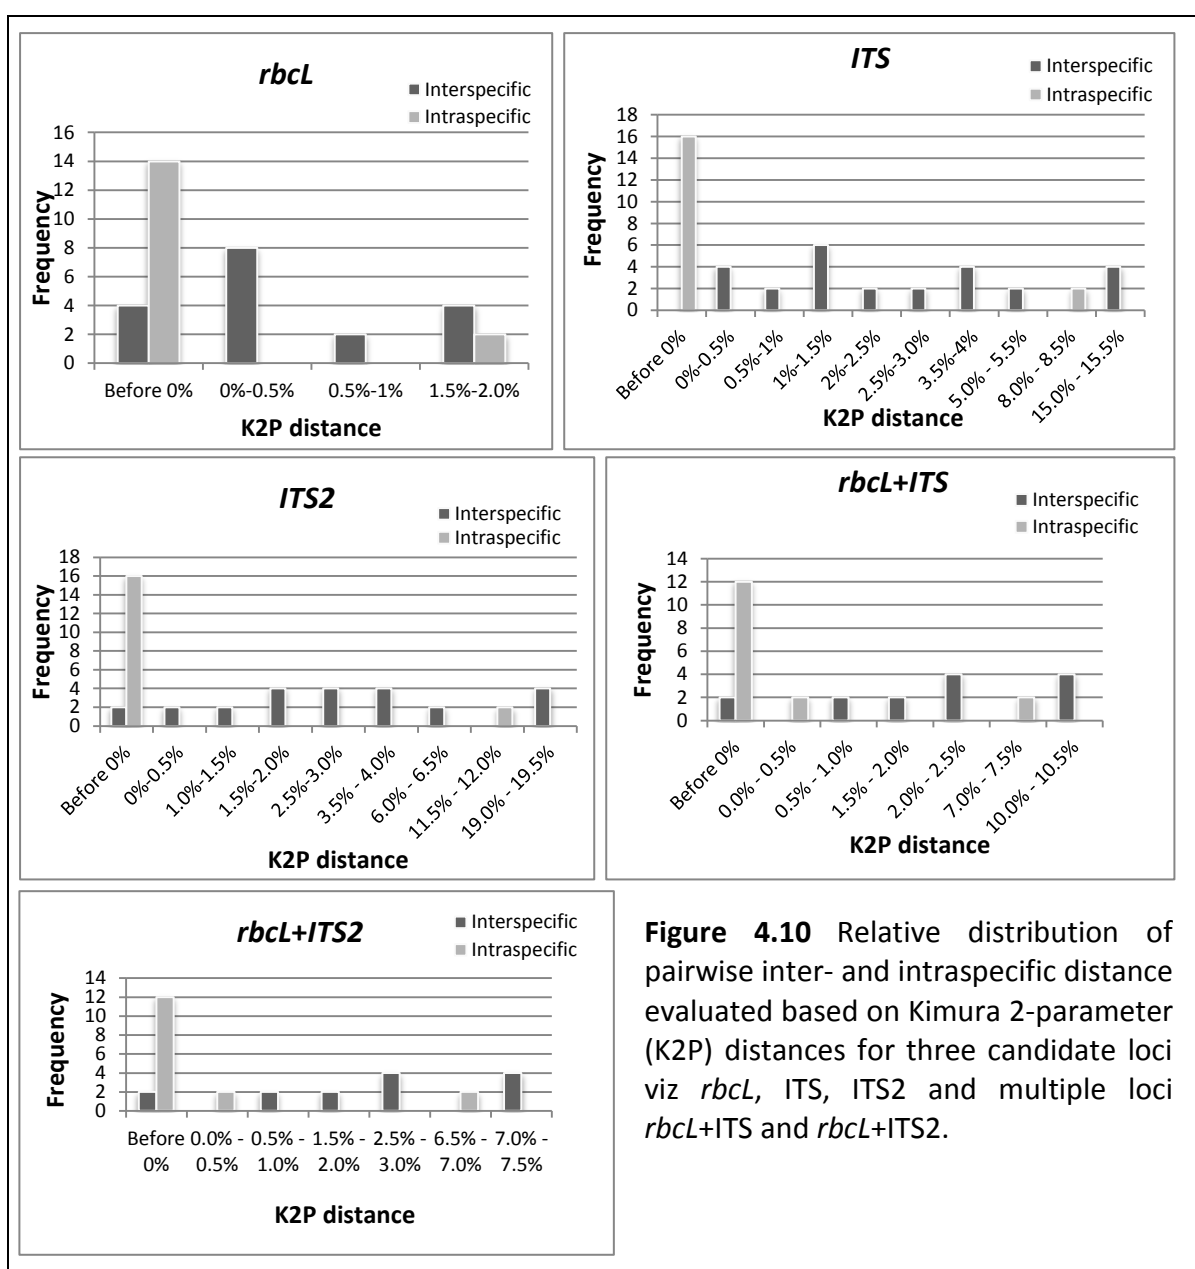 rbcL
Interspecific
Intraspecific
Frequency
16
14
12
10
8
6
4
2
0
Before 0% 0%-0.5% 0.5%-1% 1.5%-2.0%
K2P distance
ITS
Interspecific
Intraspecific
Frequency
18
16
14
12
10
8
6
4
2
0
Before 0%
0%-0.5%
0.5%-1%
1%-1.5%
2%-2.5%
2.5%-3.0%
3.5%-4%
5.0% - 5.5%
8.0% - 8.5%
15.0% - 15.5%
K2P distance
ITS2
Interspecific
Intraspecific
Frequency
18
16
14
12
10
8
6
4
2
0
Before 0%
0%-0.5%
1.0%-1.5%
1.5%-2.0%
2.5%-3.0%
3.5% - 4.0%
6.0% - 6.5%
11.5% - 12.0%
19.0% - 19.5%
K2P distance
rbcL+ITS
Interspecific
Intraspecific
Frequency
14
12
10
8
6
4
2
0
Before 0%
0.0% - 0.5%
0.5% - 1.0%
1.5% - 2.0%
2.0% - 2.5%
7.0% - 7.5%
10.0% - 10.5%
K2P distance
rbcL+ITS2
Interspecific
Intraspecific
Frequency
14
12
10
8
6
4
2
0
Before 0.0% - 0.5% - 1.5% - 2.5% - 6.5% - 7.0% -
0% 0.5% 1.0% 2.0% 3.0% 7.0% 7.5%
K2P distance
Figure 4.10 Relative distribution of
pairwise inter- and intraspecific distance
evaluated based on Kimura 2-parameter
(K2P) distances for three candidate loci
viz rbcL, ITS, ITS2 and multiple loci
rbcL+ITS and rbcL+ITS2.